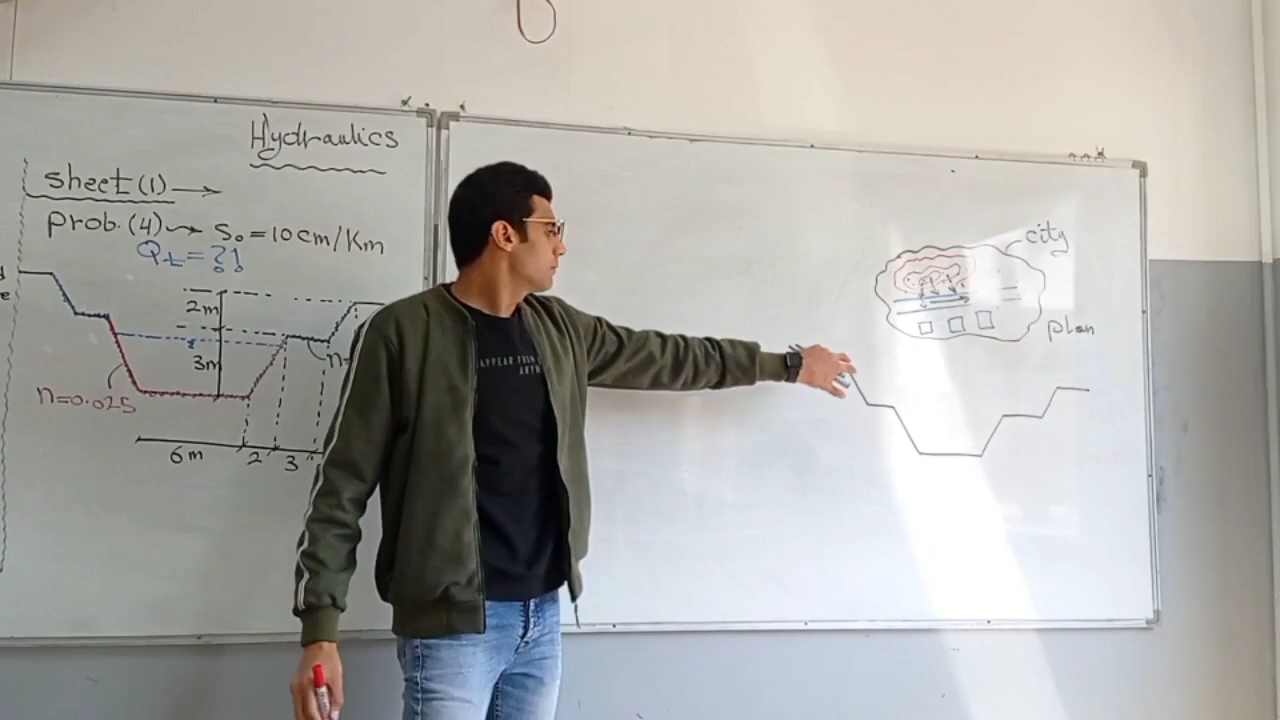 Hydraulics
sheet (1)
prob. (4) S₀ = 10 cm/Km
Qt = ?!
2m
3m
n=
n=0.025
6m 2 3
city
plan
APPEAR